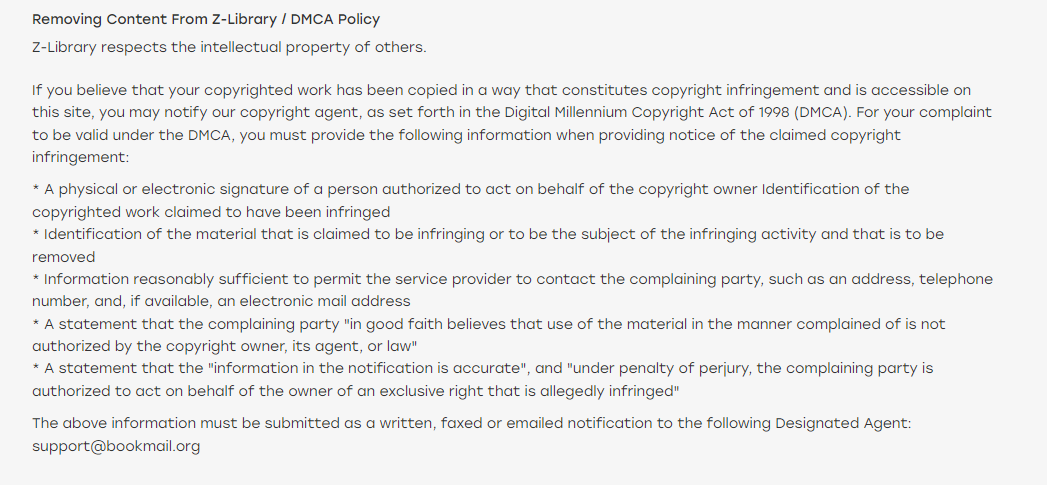 Removing Content From Z-Library / DMCA Policy
Z-Library respects the intellectual property of others.
If you believe that your copyrighted work has been copied in a way that constitutes copyright infringement and is accessible on
this site, you may notify our copyright agent, as set forth in the Digital Millennium Copyright Act of 1998 (DMCA). For your complaint
to be valid under the DMCA, you must provide the following information when providing notice of the claimed copyright
infringement:
* A physical or electronic signature of a person authorized to act on behalf of the copyright owner Identification of the
copyrighted work claimed to have been infringed
* Identification of the material that is claimed to be infringing or to be the subject of the infringing activity and that is to be
removed
* Information reasonably sufficient to permit the service provider to contact the complaining party, such as an address, telephone
number, and, if available, an electronic mail address
* A statement that the complaining party "in good faith believes that use of the material in the manner complained of is not
authorized by the copyright owner, its agent, or law"
* A statement that the "information in the notification is accurate", and "under penalty of perjury, the complaining party is
authorized to act on behalf of the owner of an exclusive right that is allegedly infringed"
The above information must be submitted as a written, faxed or emailed notification to the following Designated Agent:
support@bookmail.org